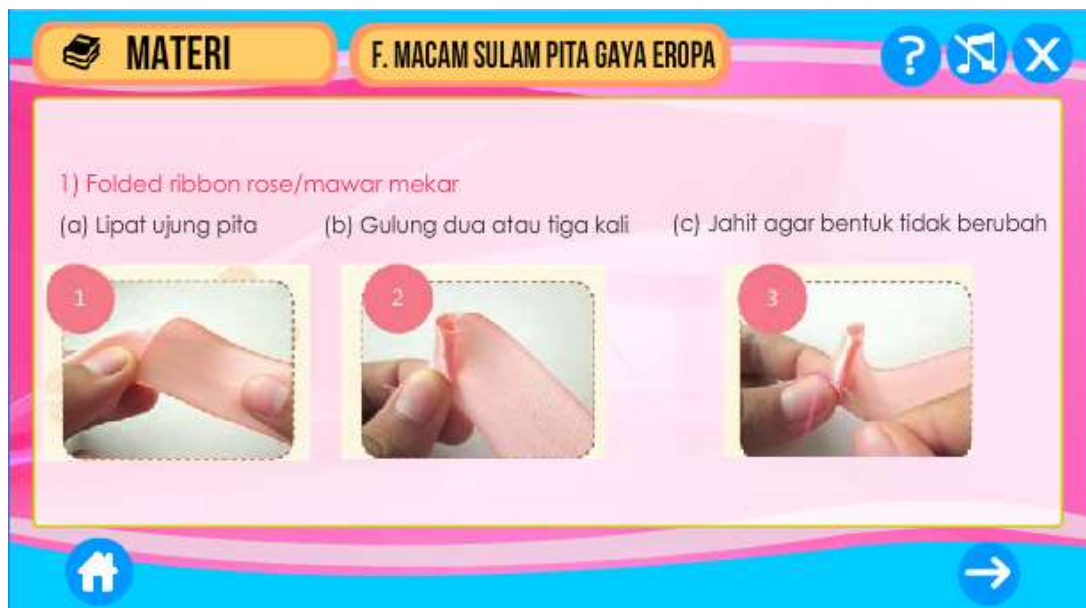 MATERI
F. MACAM SULAM PITA GAYA EROPA
?
X
1) Folded ribbon rose/mawar mekar
(a) Lipat ujung pita
(b) Gulung dua atau tiga kali
(c) Jahit agar bentuk tidak berubah
1
2
3